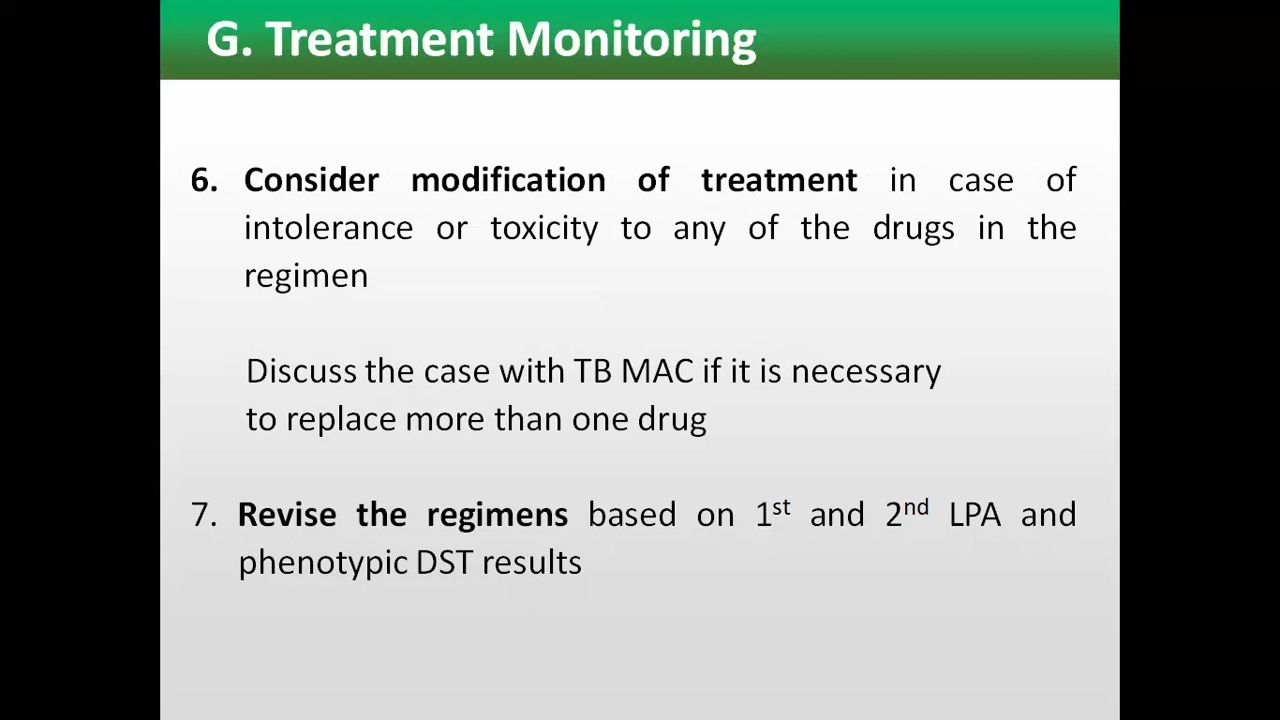 G. Treatment Monitoring
6. Consider modification of treatment in case of
intolerance or toxicity to any of the drugs in the
regimen
Discuss the case with TB MAC if it is necessary
to replace more than one drug
7. Revise the regimens based on 1st and 2nd LPA and
phenotypic DST results